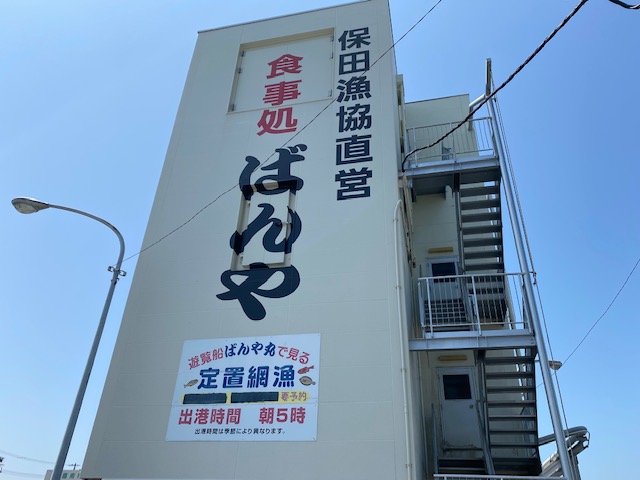 保田漁協直営
食事処
ばんや
遊覧船ばんや丸で見る
定置網漁
要予約
出港時間 朝5時
出港時間は季節により異なります。